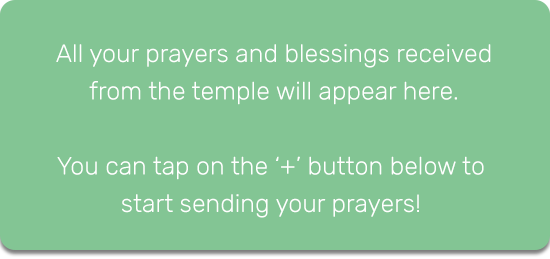 All your prayers and blessings received
from the temple will appear here.
You can tap on the ‘+’ button below to
start sending your prayers!